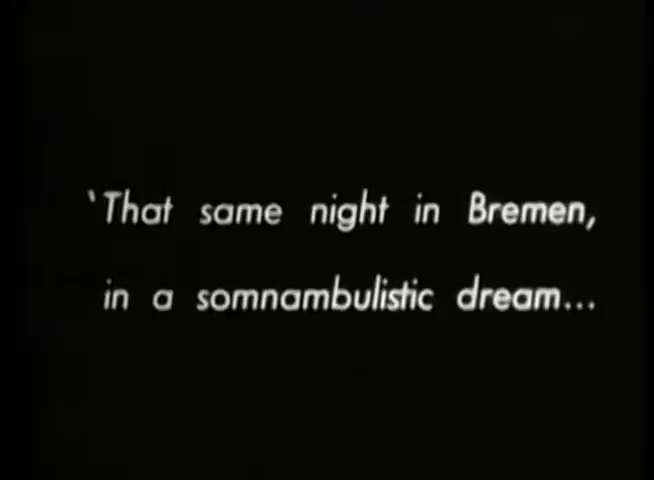 'That same night in Bremen,
in a somnambulistic dream...